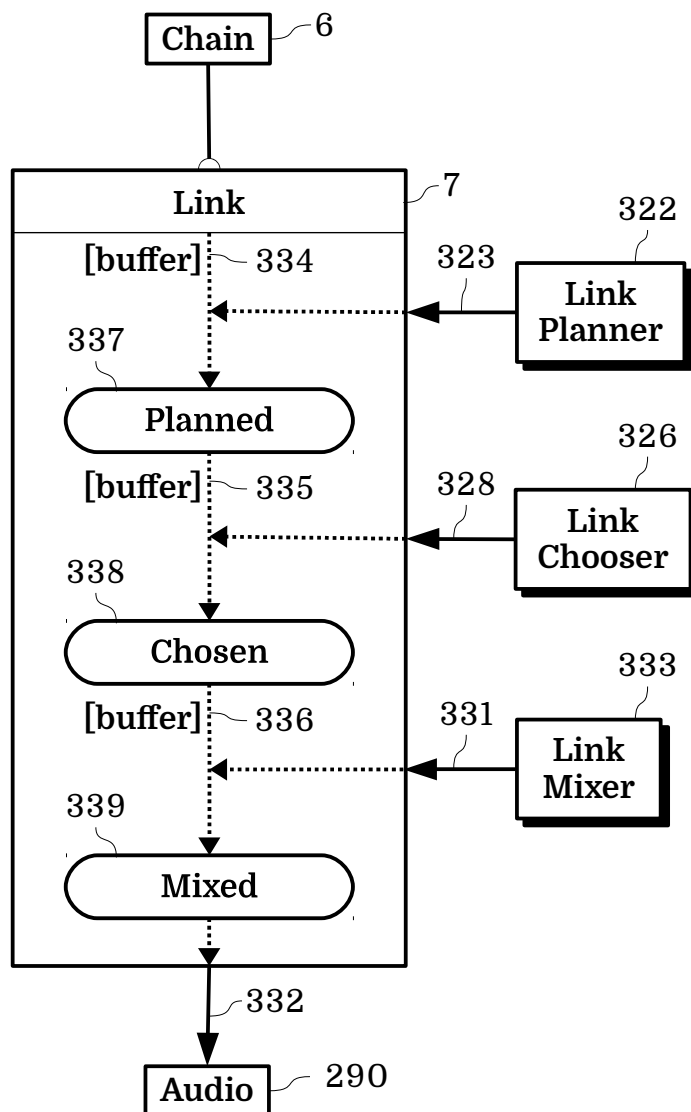 Chain
6
Link
7
[buffer]
334
323
322
Link
Planner
337
Planned
[buffer]
335
328
326
Link
Chooser
338
Chosen
[buffer]
336
331
333
Link
Mixer
339
Mixed
332
Audio
290